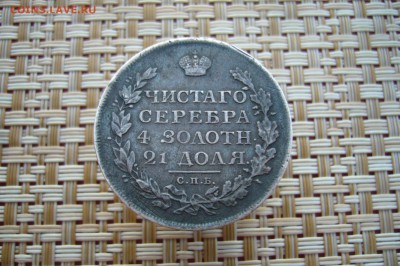 COINS.LAVE.RU
ЧИСТАГО
СЕРЕБРА
4 ЗОЛОТН
21 ДОЛЯ.
С.П.Б.